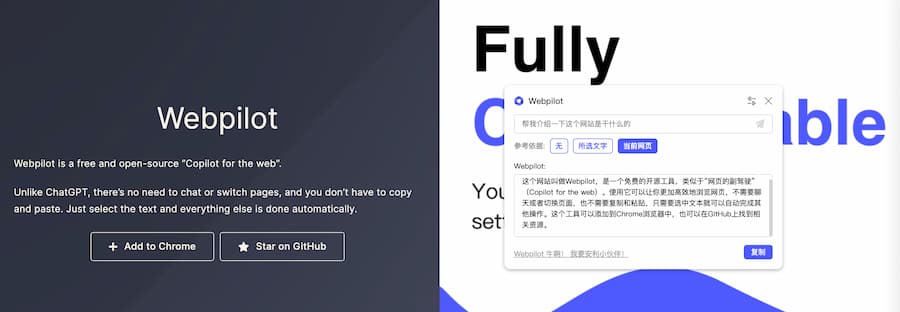 Webpilot
Webpilot is a free and open-source “Copilot for the web”.
Unlike ChatGPT, there’s no need to chat or switch pages, and you don’t have to copy
and paste. Just select the text and everything else is done automatically.
Add to Chrome
Star on GitHub
Fully
able
You
sett
Webpilot
帮我介绍一下这个网站是干什么的
参考依据: 无 所选文字 当前网页
Webpilot:
这个网站叫做Webpilot，是一个免费的开源工具，类似于“网页的副驾驶”
（Copilot for the web）。使用它可以让你更加高效地浏览网页，不需要聊
天或者切换页面，也不需要复制和粘贴，只需要选中文本就可以自动完成其
他操作。这个工具可以添加到Chrome浏览器中，也可以在GitHub上找到相
关资源。
Webpilot 牛啊！ 我要安利小伙伴！
复制